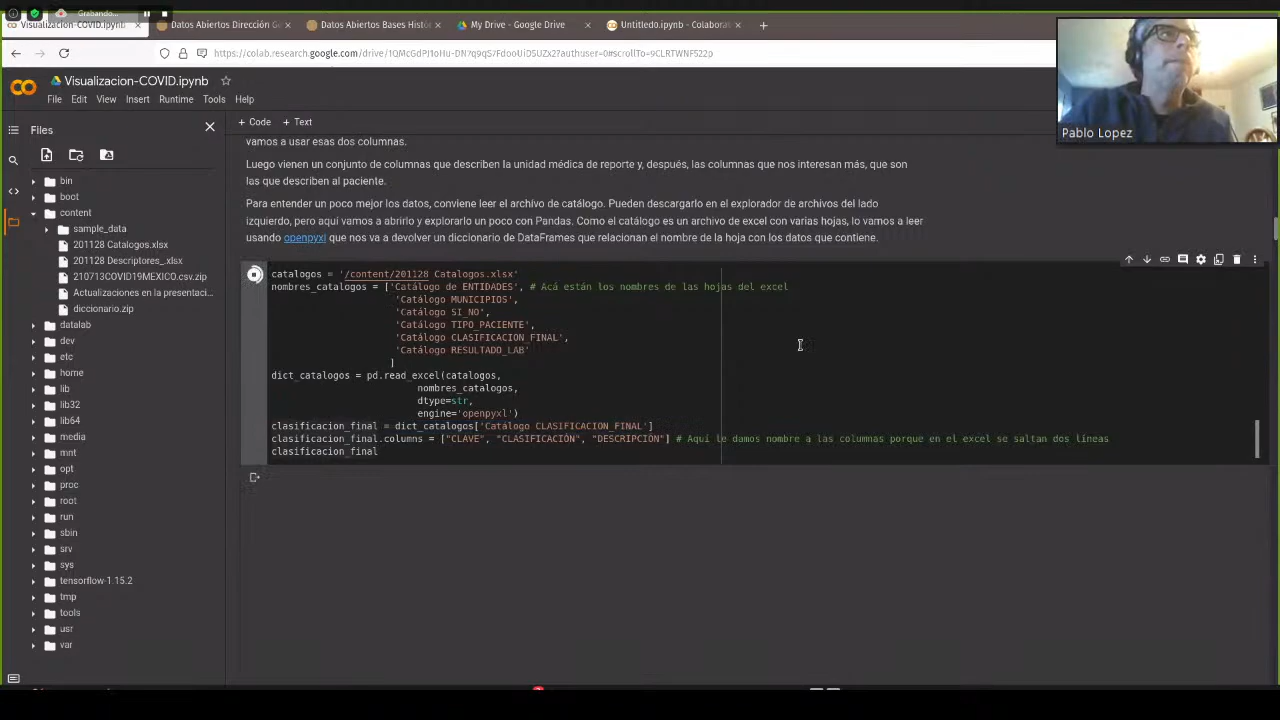 Grabando...
Visualizacion-COVID.ipynb
Datos Abiertos Dirección G
Datos Abiertos Bases Histó
My Drive - Google Drive
Untitled0.ipynb - Colabora
https://colab.research.google.com/drive/
Visualizacion-COVID.ipynb
File Edit View Insert Runtime Tools Help
Pablo Lopez
Files
+ Code + Text
bin
boot
content
sample_data
201128 Catalogos.xlsx
201128 Descriptores_.xlsx
210713COVID19MEXICO.csv.zip
Actualizaciones en la presentaci...
diccionario.zip
datalab
dev
etc
home
lib
lib32
lib64
media
mnt
opt
proc
root
run
sbin
srv
sys
tensorflow-1.15.2
tmp
tools
usr
var
vamos a usar esas dos columnas.
Luego vienen un conjunto de columnas que describen la unidad médica de reporte y, después, las columnas que nos interesan más, que son
las que describen al paciente.
Para entender un poco mejor los datos, conviene leer el archivo de catálogo. Pueden descargarlo en el explorador de archivos del lado
izquierdo, pero aquí vamos a abrirlo y explorarlo un poco con Pandas. Como el catálogo es un archivo de excel con varias hojas, lo vamos a leer
usando openpyxl que nos va a devolver un diccionario de DataFrames que relacionan el nombre de la hoja con los datos que contiene.
catalogos = '/content/201128 Catalogos.xlsx'
nombres_catalogos = ['Catálogo de ENTIDADES', # Acá están los nombres de las hojas del excel
'Catálogo MUNICIPIOS',
'Catálogo SI_NO',
'Catálogo TIPO_PACIENTE',
'Catálogo CLASIFICACION_FINAL',
'Catálogo RESULTADO_LAB'
]
dict_catalogos = pd.read_excel(catalogos,
nombres_catalogos,
dtype=str,
engine='openpyxl')
clasificacion_final = dict_catalogos['Catálogo CLASIFICACION_FINAL']
clasificacion_final.columns = ["CLAVE", "CLASIFICACIÓN", "DESCRIPCIÓN"] # Aquí le damos nombre a las columnas porque en el excel se saltan dos líneas
clasificacion_final